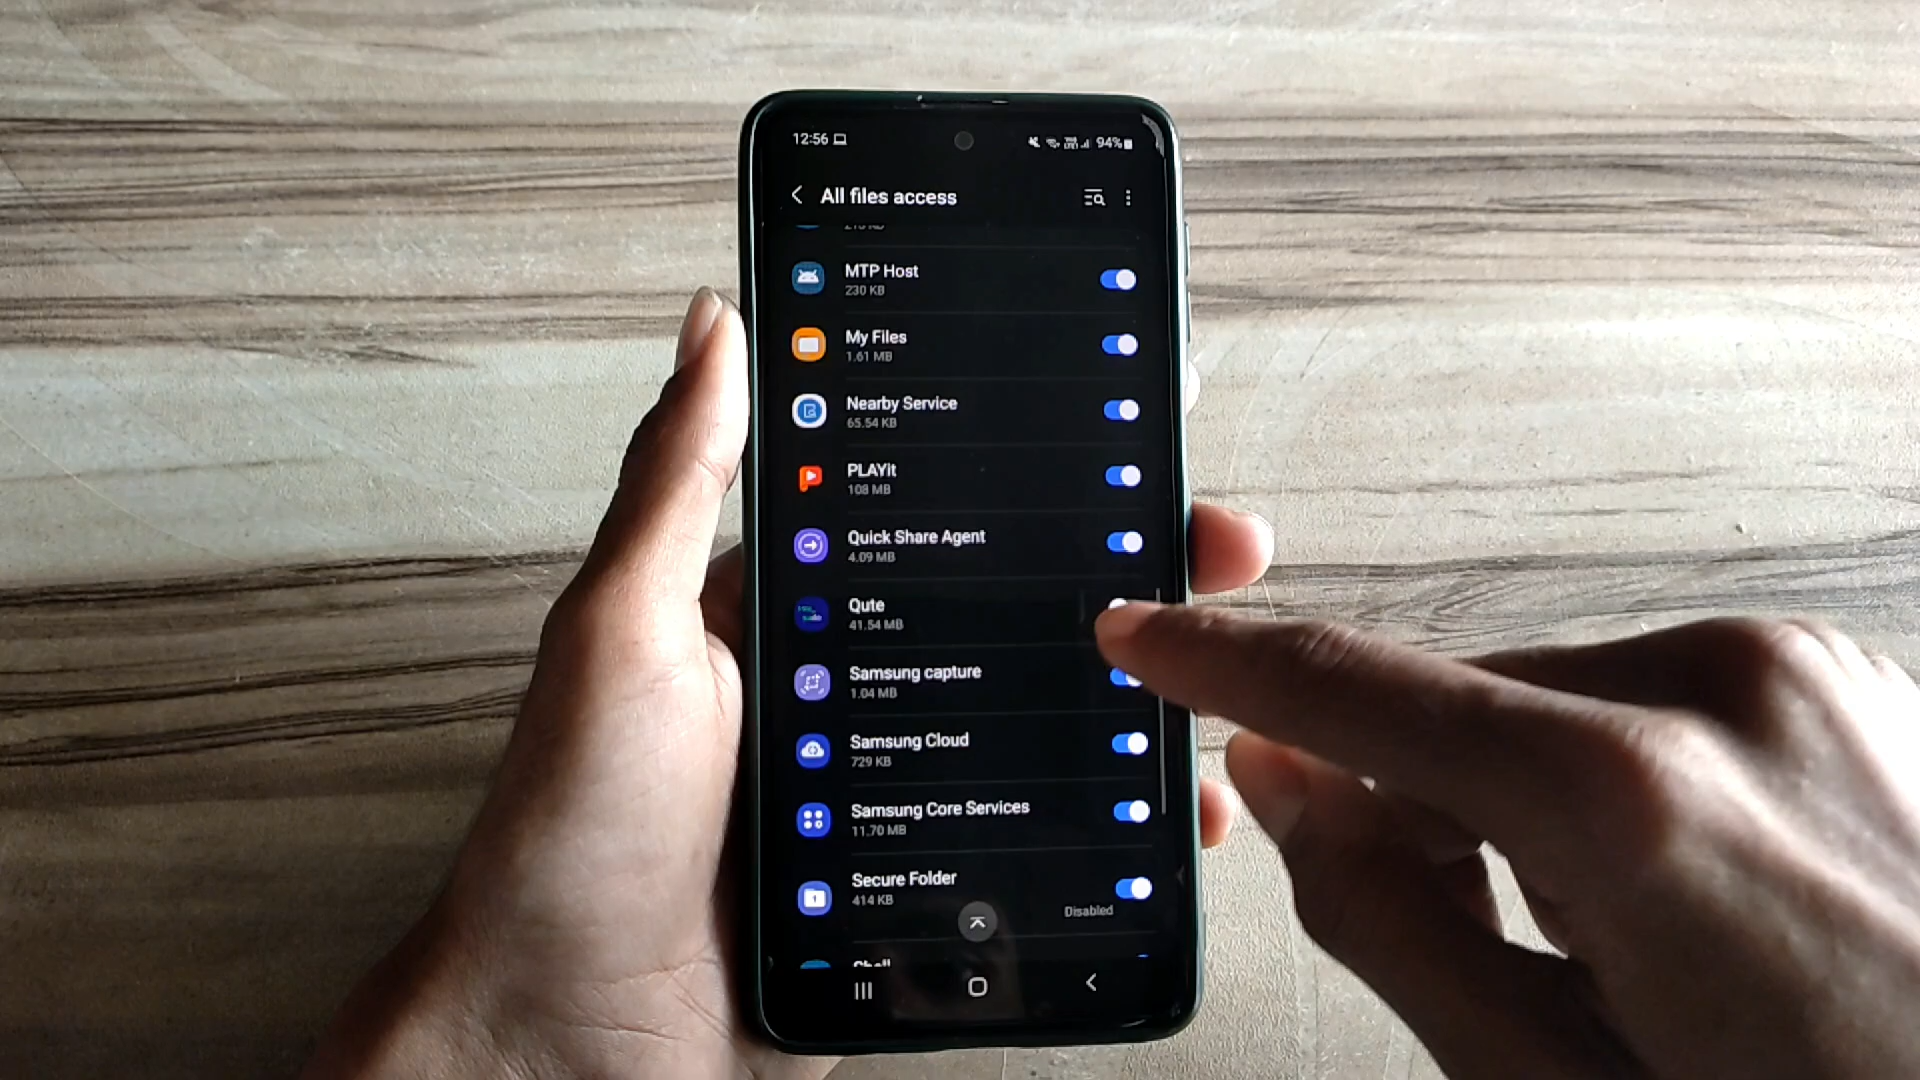 12:56
94%
All files access
MTP Host
230 KB
My Files
1.61 MB
Nearby Service
65.54 KB
PLAYit
108 MB
Quick Share Agent
4.09 MB
Qute
41.54 MB
Samsung capture
1.04 MB
Samsung Cloud
729 KB
Samsung Core Services
11.70 MB
Secure Folder
414 KB
Disabled
Shell